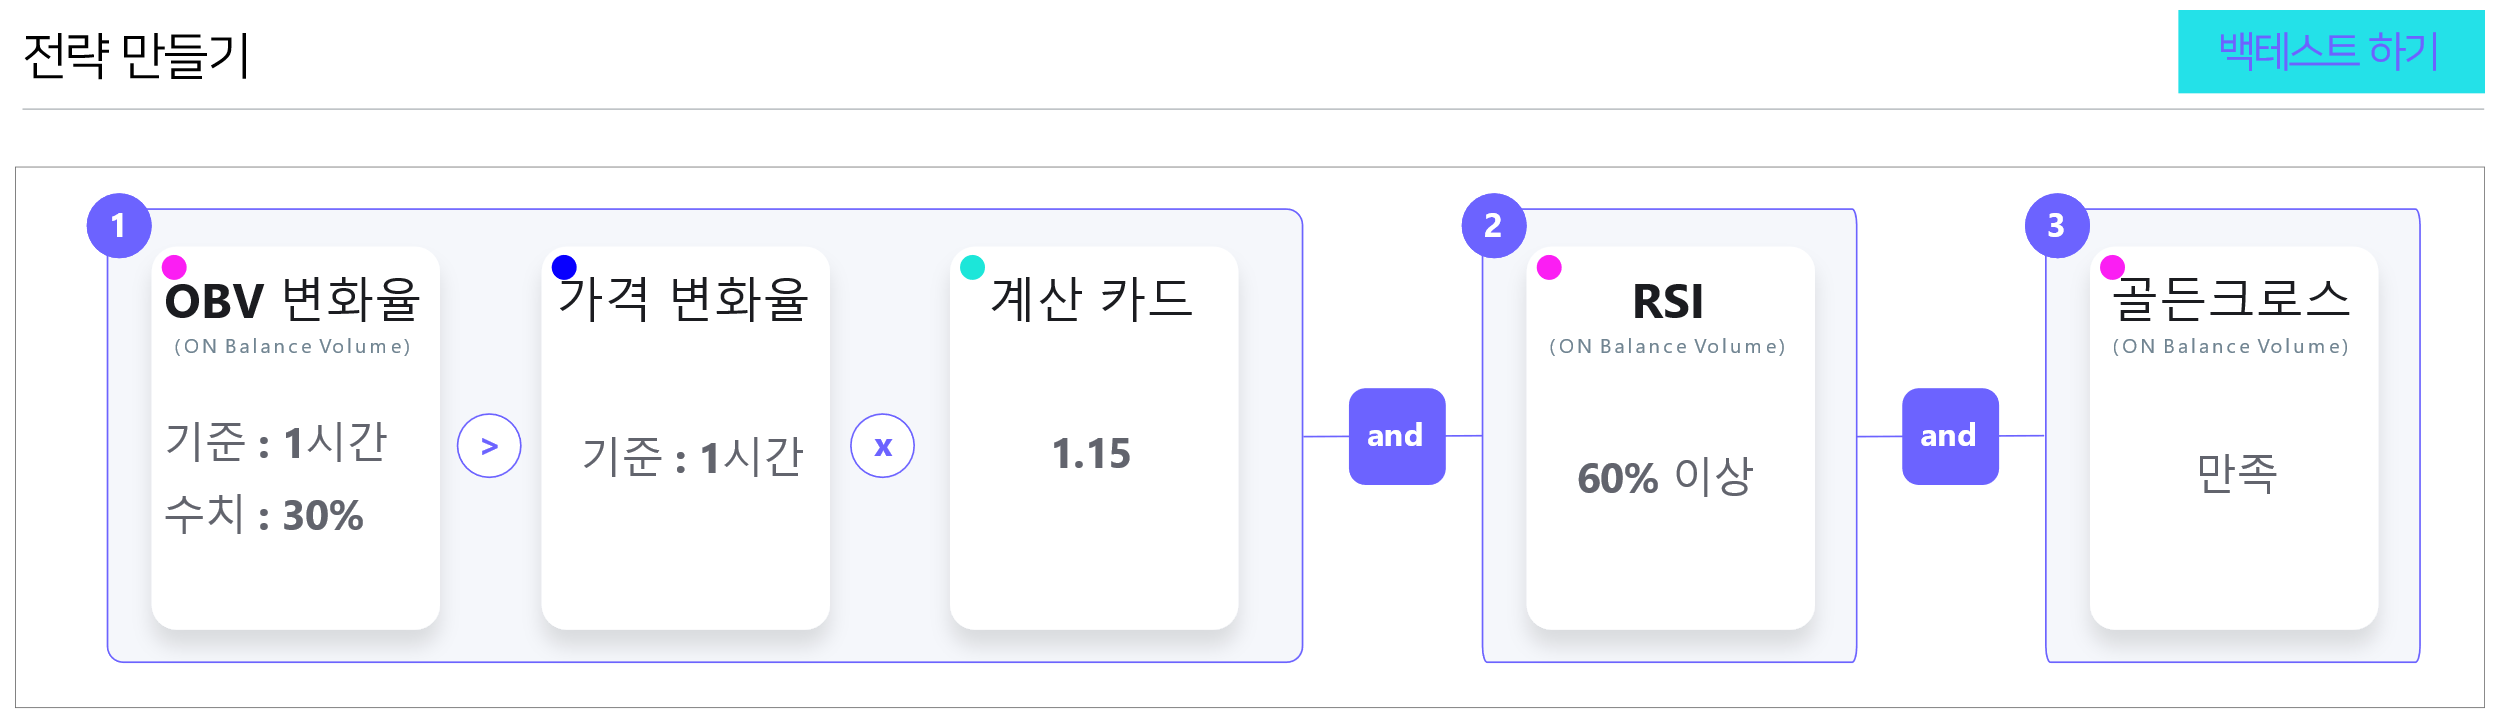 전략 만들기
백테스트 하기
1
OBV 변화율
(ON Balance Volume)
기준 : 1시간
수치 : 30%
>
가격 변화율
기준 : 1시간
x
계산 카드
1.15
and
2
RSI
(ON Balance Volume)
60% 이상
and
3
골든크로스
(ON Balance Volume)
만족